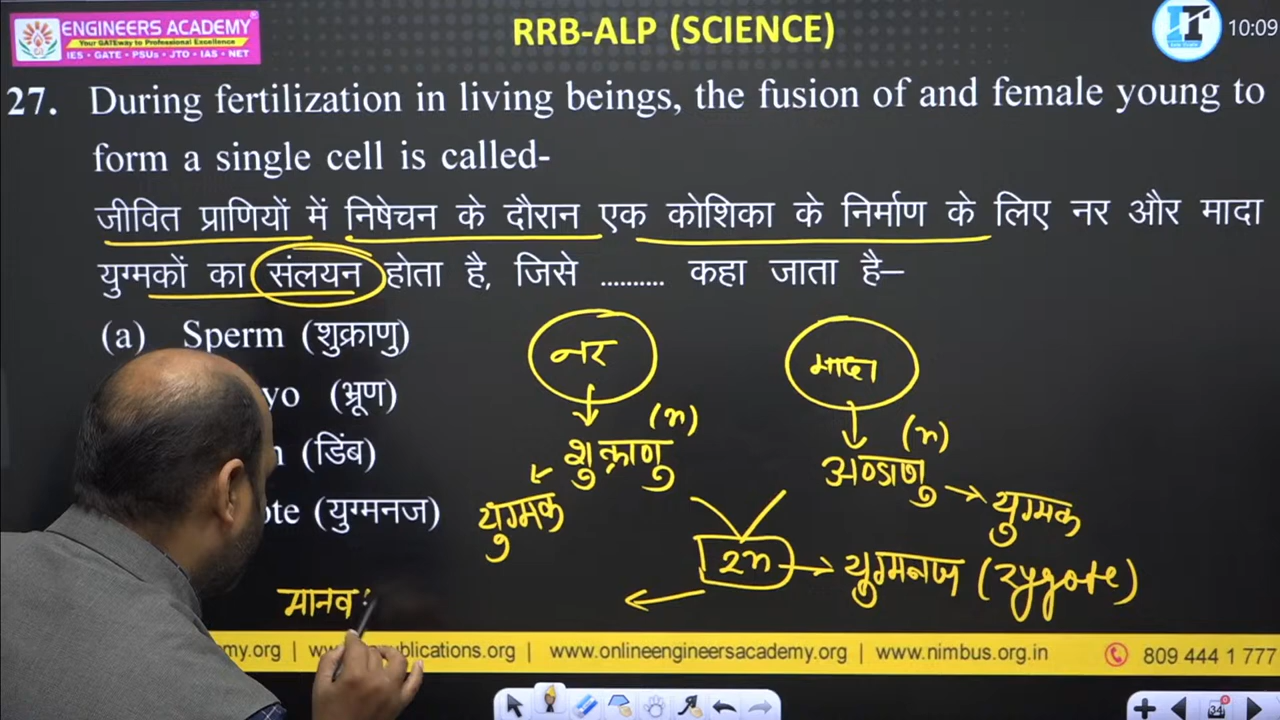 ENGINEERS ACADEMY
Your GATEway to Professional Excellence
IES • GATE • PSUs • JTO • IAS • NET
RRB-ALP (SCIENCE)
10:09
27. During fertilization in living beings, the fusion of and female young to
form a single cell is called-
जीवित प्राणियों में निषेचन के दौरान एक कोशिका के निर्माण के लिए नर और मादा
युग्मकों का संलयन होता है, जिसे .......... कहा जाता है–
(a) Sperm (शुक्राणु)
yo (भ्रूण)
(डिंब)
te (युग्मनज)
नर
मादा
(n)
(n)
शुक्राणु
अण्डाणु
युग्मक
युग्मक
2n
युग्मनज (zygote)
मानव :
my.org | www
publications.org | www.onlineengineersacademy.org | www.nimbus.org.in
809 444 1 777
34